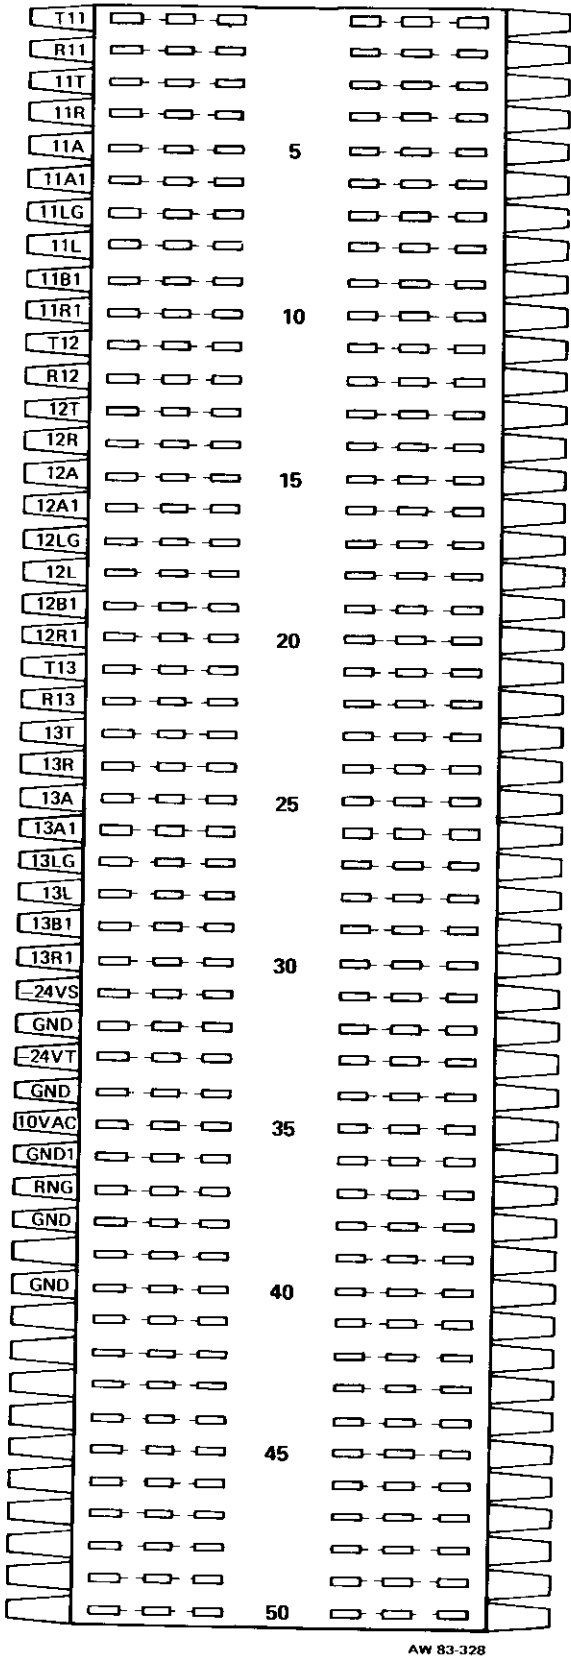 T11
R11
11T
11R
11A 5
11A1
11LG
11L
11B1
11R1 10
T12
R12
12T
12R
12A 15
12A1
12LG
12L
12B1
12R1 20
T13
R13
13T
13R
13A 25
13A1
13LG
13L
13B1
13R1 30
-24VS
GND
-24VT
GND
10VAC 35
GND1
RNG
GND
GND 40
45
50
AW 83-328